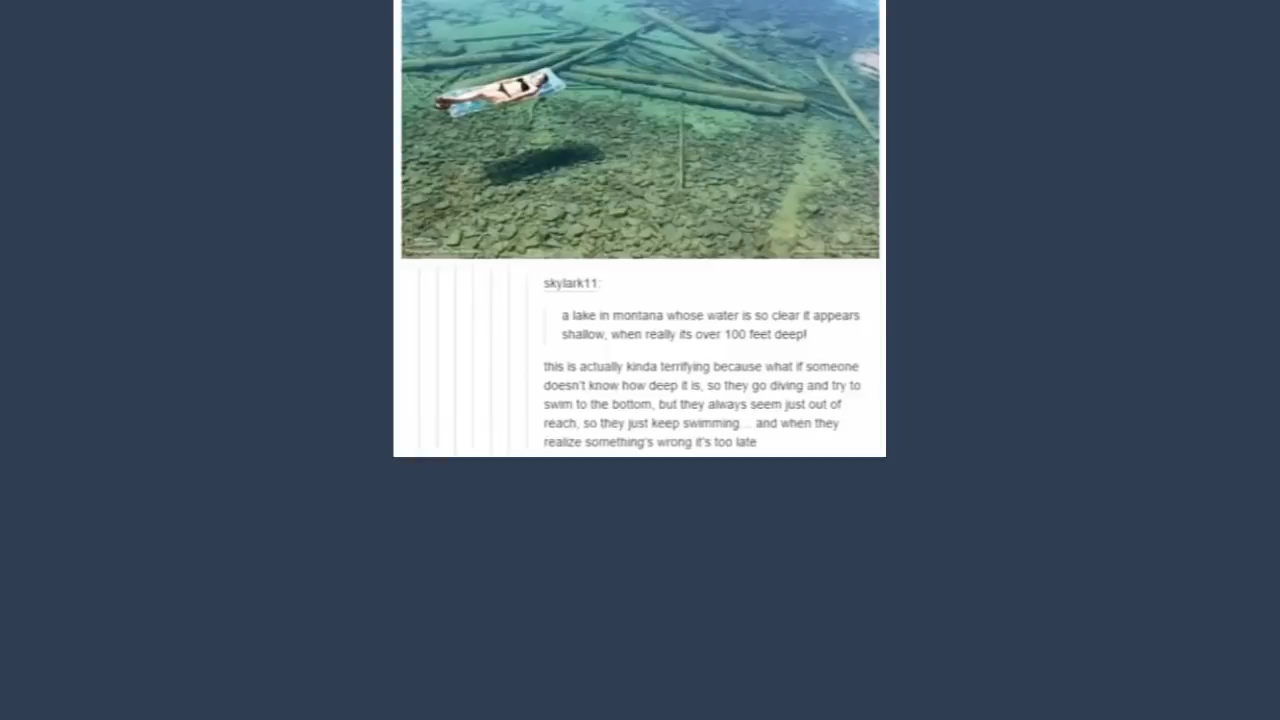 skylark11:
a lake in montana whose water is so clear it appears
shallow, when really its over 100 feet deep!
this is actually kinda terrifying because what if someone
doesn't know how deep it is, so they go diving and try to
swim to the bottom, but they always seem just out of
reach, so they just keep swimming... and when they
realize something's wrong it's too late